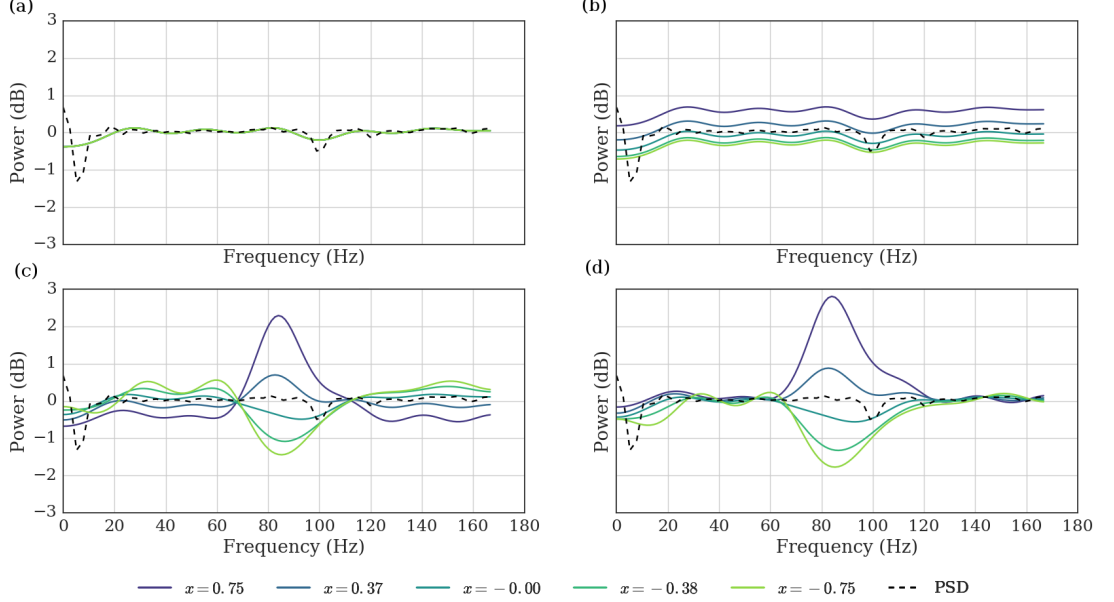 (a)
(b)
3
2
1
0
−1
−2
−3
Power (dB)
Power (dB)
Frequency (Hz)
Frequency (Hz)
(c)
(d)
3
2
1
0
−1
−2
−3
Power (dB)
Power (dB)
0 20 40 60 80 100 120 140 160 180
0 20 40 60 80 100 120 140 160 180
Frequency (Hz)
Frequency (Hz)
x = 0.75 x = 0.37 x = −0.00 x = −0.38 x = −0.75 PSD